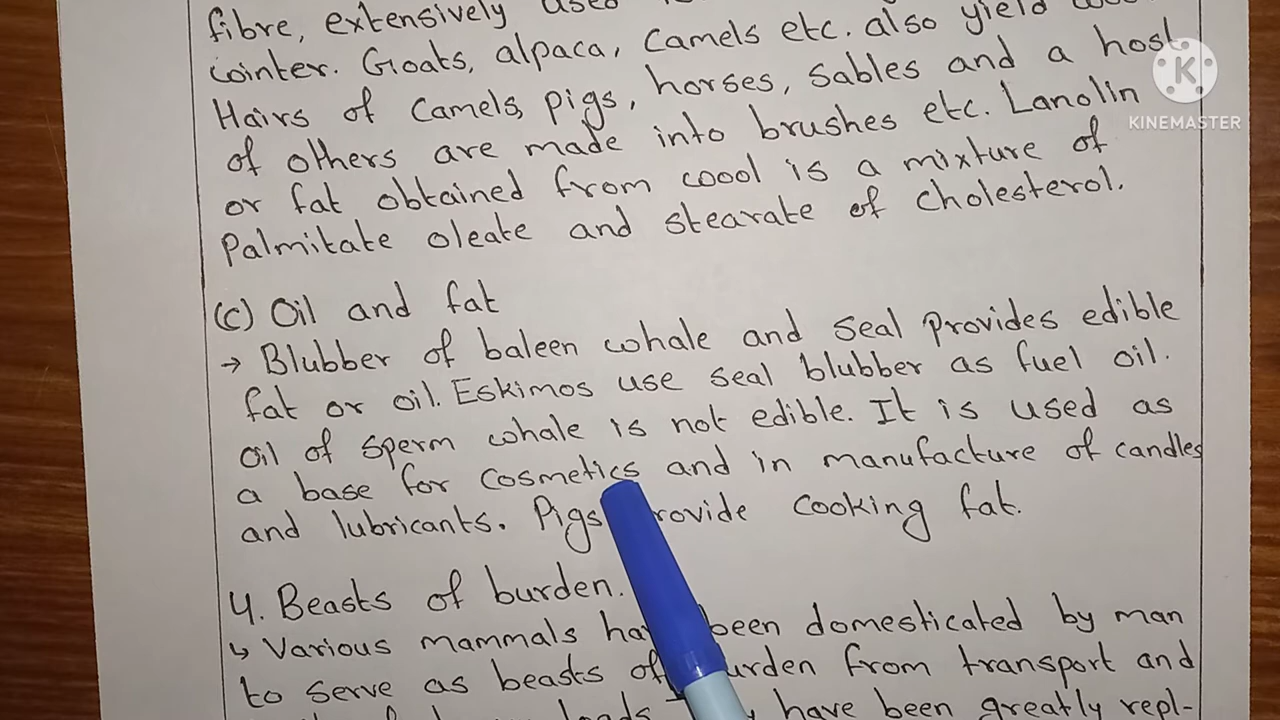 fibre, extensively used
winter. Goats, alpaca, camels etc. also yield
Hairs of camels, pigs, horses, sables and a host
of others are made into brushes etc. Lanolin
or fat obtained from wool is a mixture of
palmitate oleate and stearate of cholesterol.
(c) Oil and fat
→ Blubber of baleen whale and seal provides edible
fat or oil. Eskimos use seal blubber as fuel oil.
Oil of sperm whale is not edible. It is used as
a base for cosmetics and in manufacture of candles
and lubricants. Pigs rovide cooking fat.
4. Beasts of burden.
↳ Various mammals ha been domesticated by man
to serve as beasts of urden from transport and
loads. have been greatly repl-
KINEMASTER